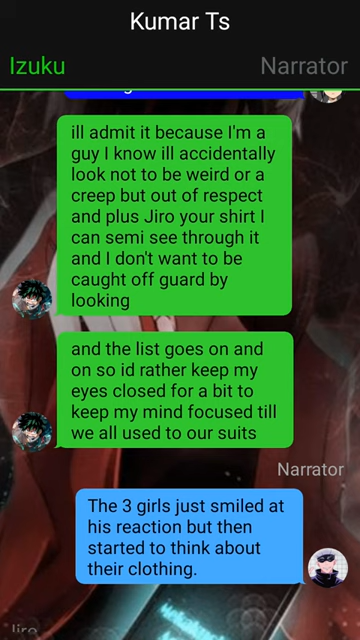 Kumar Ts
Izuku
Narrator
ill admit it because I'm a
guy I know ill accidentally
look not to be weird or a
creep but out of respect
and plus Jiro your shirt I
can semi see through it
and I don't want to be
caught off guard by
looking
and the list goes on and
on so id rather keep my
eyes closed for a bit to
keep my mind focused till
we all used to our suits
Narrator
The 3 girls just smiled at
his reaction but then
started to think about
their clothing.
Jiro